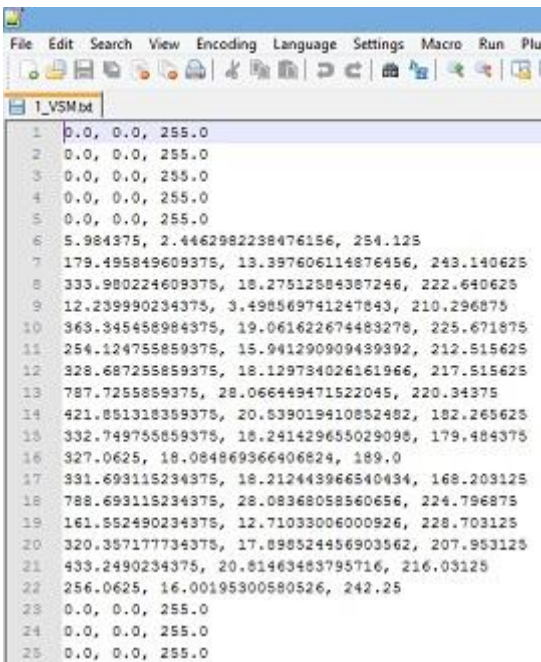 File Edit Search View Encoding Language Settings Macro Run Plu
1_VSM.txt
1 0.0, 0.0, 255.0
2 0.0, 0.0, 255.0
3 0.0, 0.0, 255.0
4 0.0, 0.0, 255.0
5 0.0, 0.0, 255.0
6 5.984375, 2.4462982238476156, 254.125
7 179.495849609375, 13.397606114876456, 243.140625
8 333.980224609375, 18.27512584387246, 222.640625
9 12.239990234375, 3.498569741247843, 210.296875
10 363.345458984375, 19.061622674483278, 225.671875
11 254.124755859375, 15.941290909439392, 212.515625
12 328.687255859375, 18.129734026161966, 217.515625
13 787.7255859375, 28.066449471522045, 220.34375
14 421.851318359375, 20.539019410852482, 182.265625
15 332.749755859375, 18.241429655029098, 179.484375
16 327.0625, 18.084869366406824, 189.0
17 331.693115234375, 18.212443966540434, 168.203125
18 788.693115234375, 28.08368058560656, 224.796875
19 161.552490234375, 12.71033006000926, 228.703125
20 320.357177734375, 17.898524456903562, 207.953125
21 433.2490234375, 20.81463483795716, 216.03125
22 256.0625, 16.00195300580526, 242.25
23 0.0, 0.0, 255.0
24 0.0, 0.0, 255.0
25 0.0, 0.0, 255.0